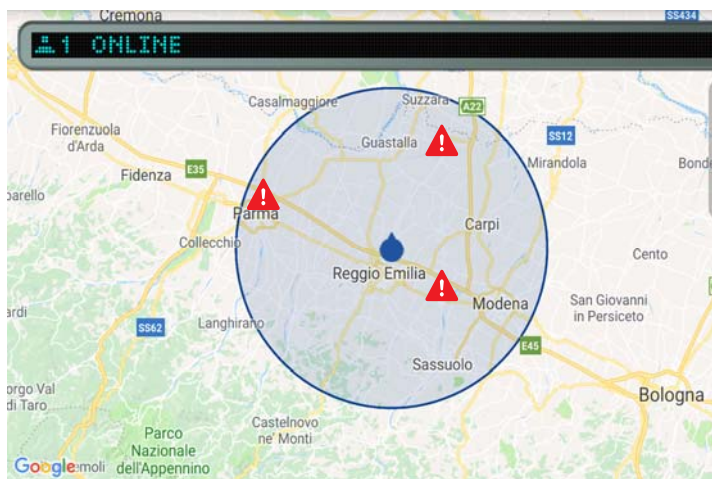 Cremona
SS434
1 ONLINE
Casalmaggiore
Suzzara
A22
Fiorenzuola
d'Arda
Guastalla
SS12
Fidenza
E35
Mirandola
Parma
Carpi
Collecchio
Cento
Reggio Emilia
Modena
San Giovanni
in Persiceto
SS62
Langhirano
E45
Sassuolo
Bologna
di Taro
Castelnovo
ne' Monti
Parco
Nazionale
dell'Appennino
Google